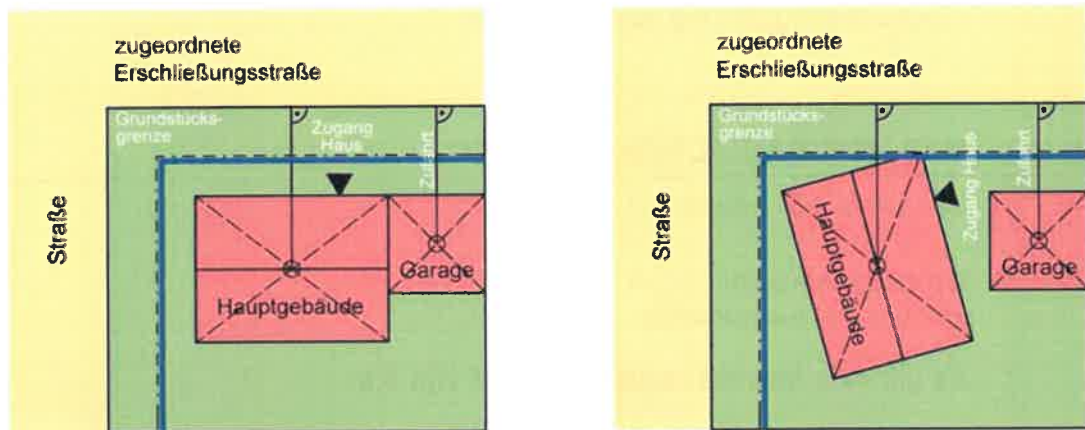 zugeordnete
Erschließungsstraße
Grundstücks-
grenze
Zugang
Haus
Zufahrt
Straße
Garage
Hauptgebäude
zugeordnete
Erschließungsstraße
Grundstücks-
grenze
Zugang Haus
Zufahrt
Straße
Hauptgebäude
Garage